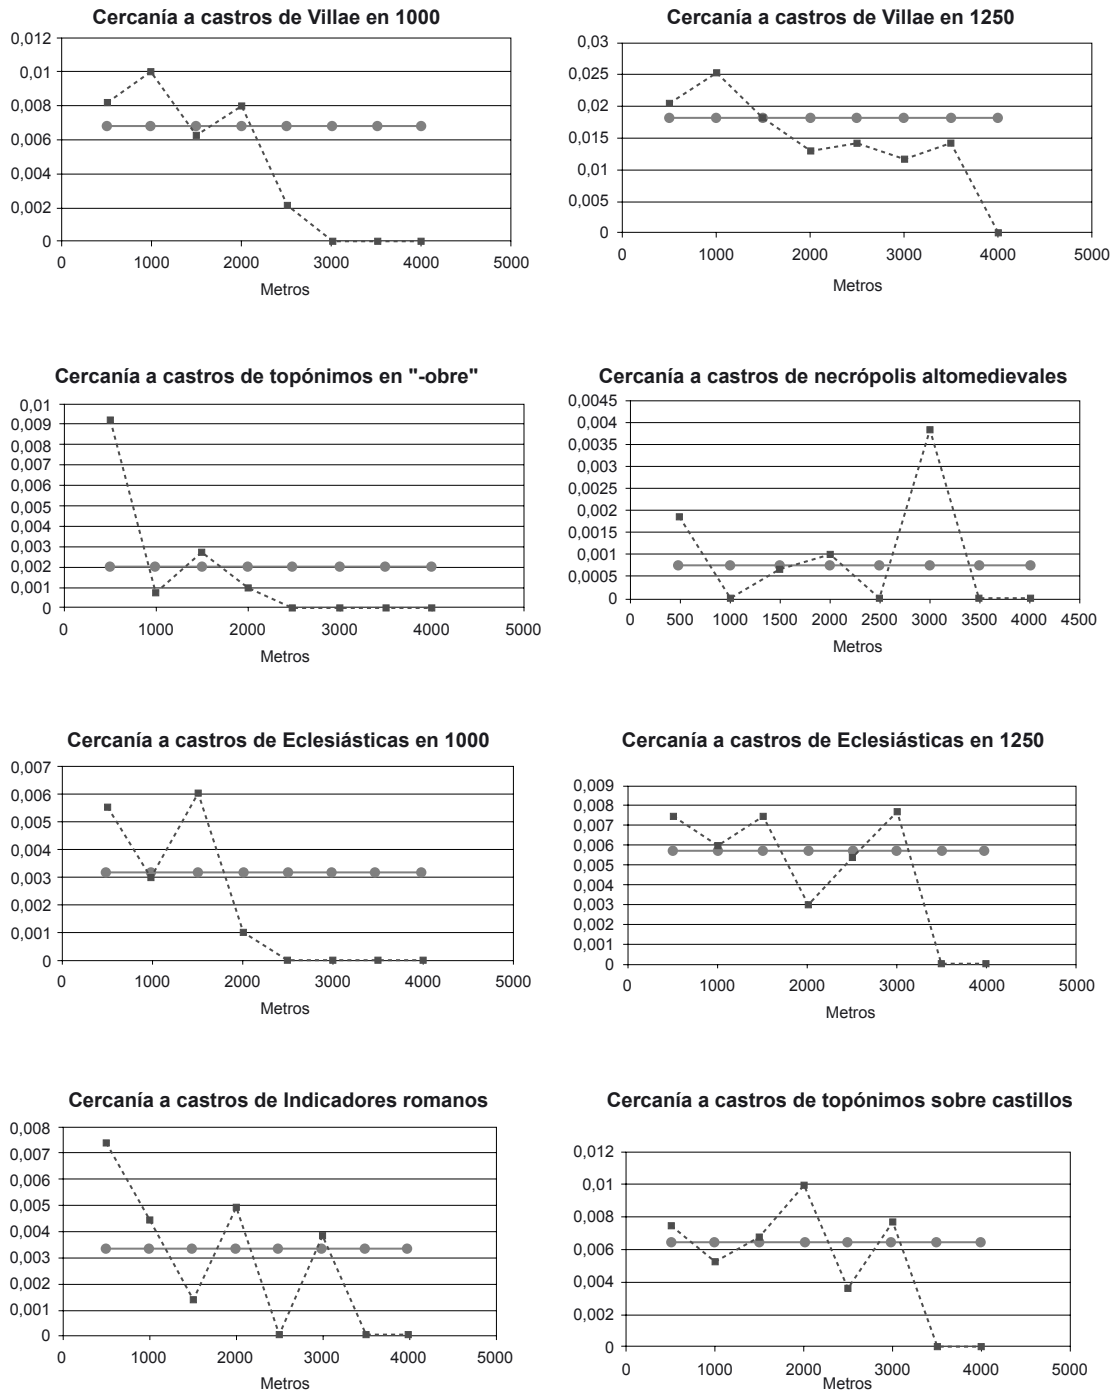 Cercanía a castros de Villae en 1000
0,012
0,01
0,008
0,006
0,004
0,002
0
0 1000 2000 3000 4000 5000
Metros
Cercanía a castros de Villae en 1250
0,03
0,025
0,02
0,015
0,01
0,005
0
0 1000 2000 3000 4000 5000
Metros
Cercanía a castros de topónimos en "-obre"
0,01
0,009
0,008
0,007
0,006
0,005
0,004
0,003
0,002
0,001
0
0 1000 2000 3000 4000 5000
Metros
Cercanía a castros de necrópolis altomedievales
0,0045
0,004
0,0035
0,003
0,0025
0,002
0,0015
0,001
0,0005
0
0 500 1000 1500 2000 2500 3000 3500 4000 4500
Metros
Cercanía a castros de Eclesiásticas en 1000
0,007
0,006
0,005
0,004
0,003
0,002
0,001
0
0 1000 2000 3000 4000 5000
Metros
Cercanía a castros de Eclesiásticas en 1250
0,009
0,008
0,007
0,006
0,005
0,004
0,003
0,002
0,001
0
0 1000 2000 3000 4000 5000
Metros
Cercanía a castros de Indicadores romanos
0,008
0,007
0,006
0,005
0,004
0,003
0,002
0,001
0
0 1000 2000 3000 4000 5000
Metros
Cercanía a castros de topónimos sobre castillos
0,012
0,01
0,008
0,006
0,004
0,002
0
0 1000 2000 3000 4000 5000
Metros